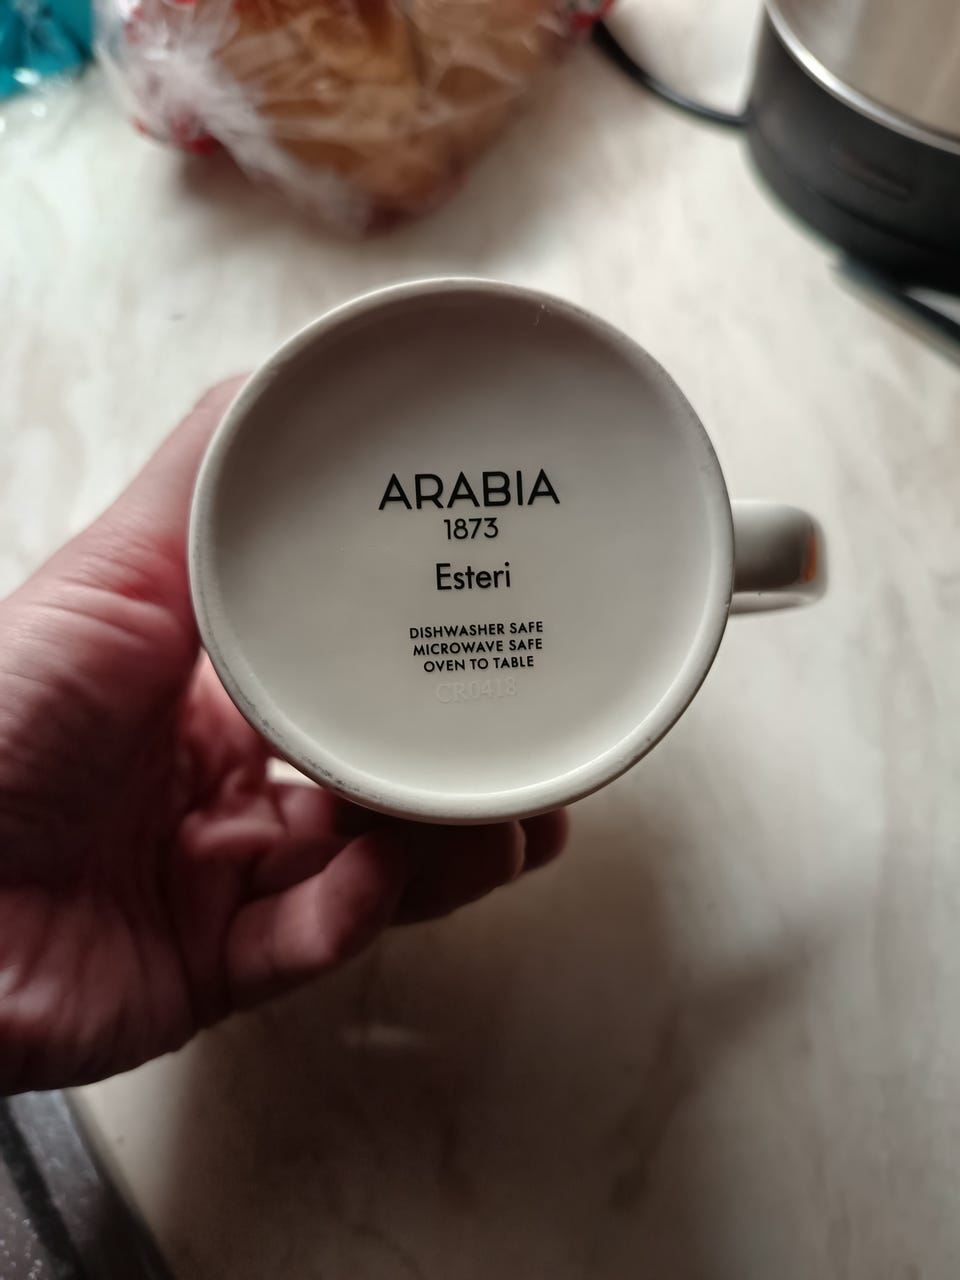 ARABIA
1873
Esteri
DISHWASHER SAFE
MICROWAVE SAFE
OVEN TO TABLE
CR0418